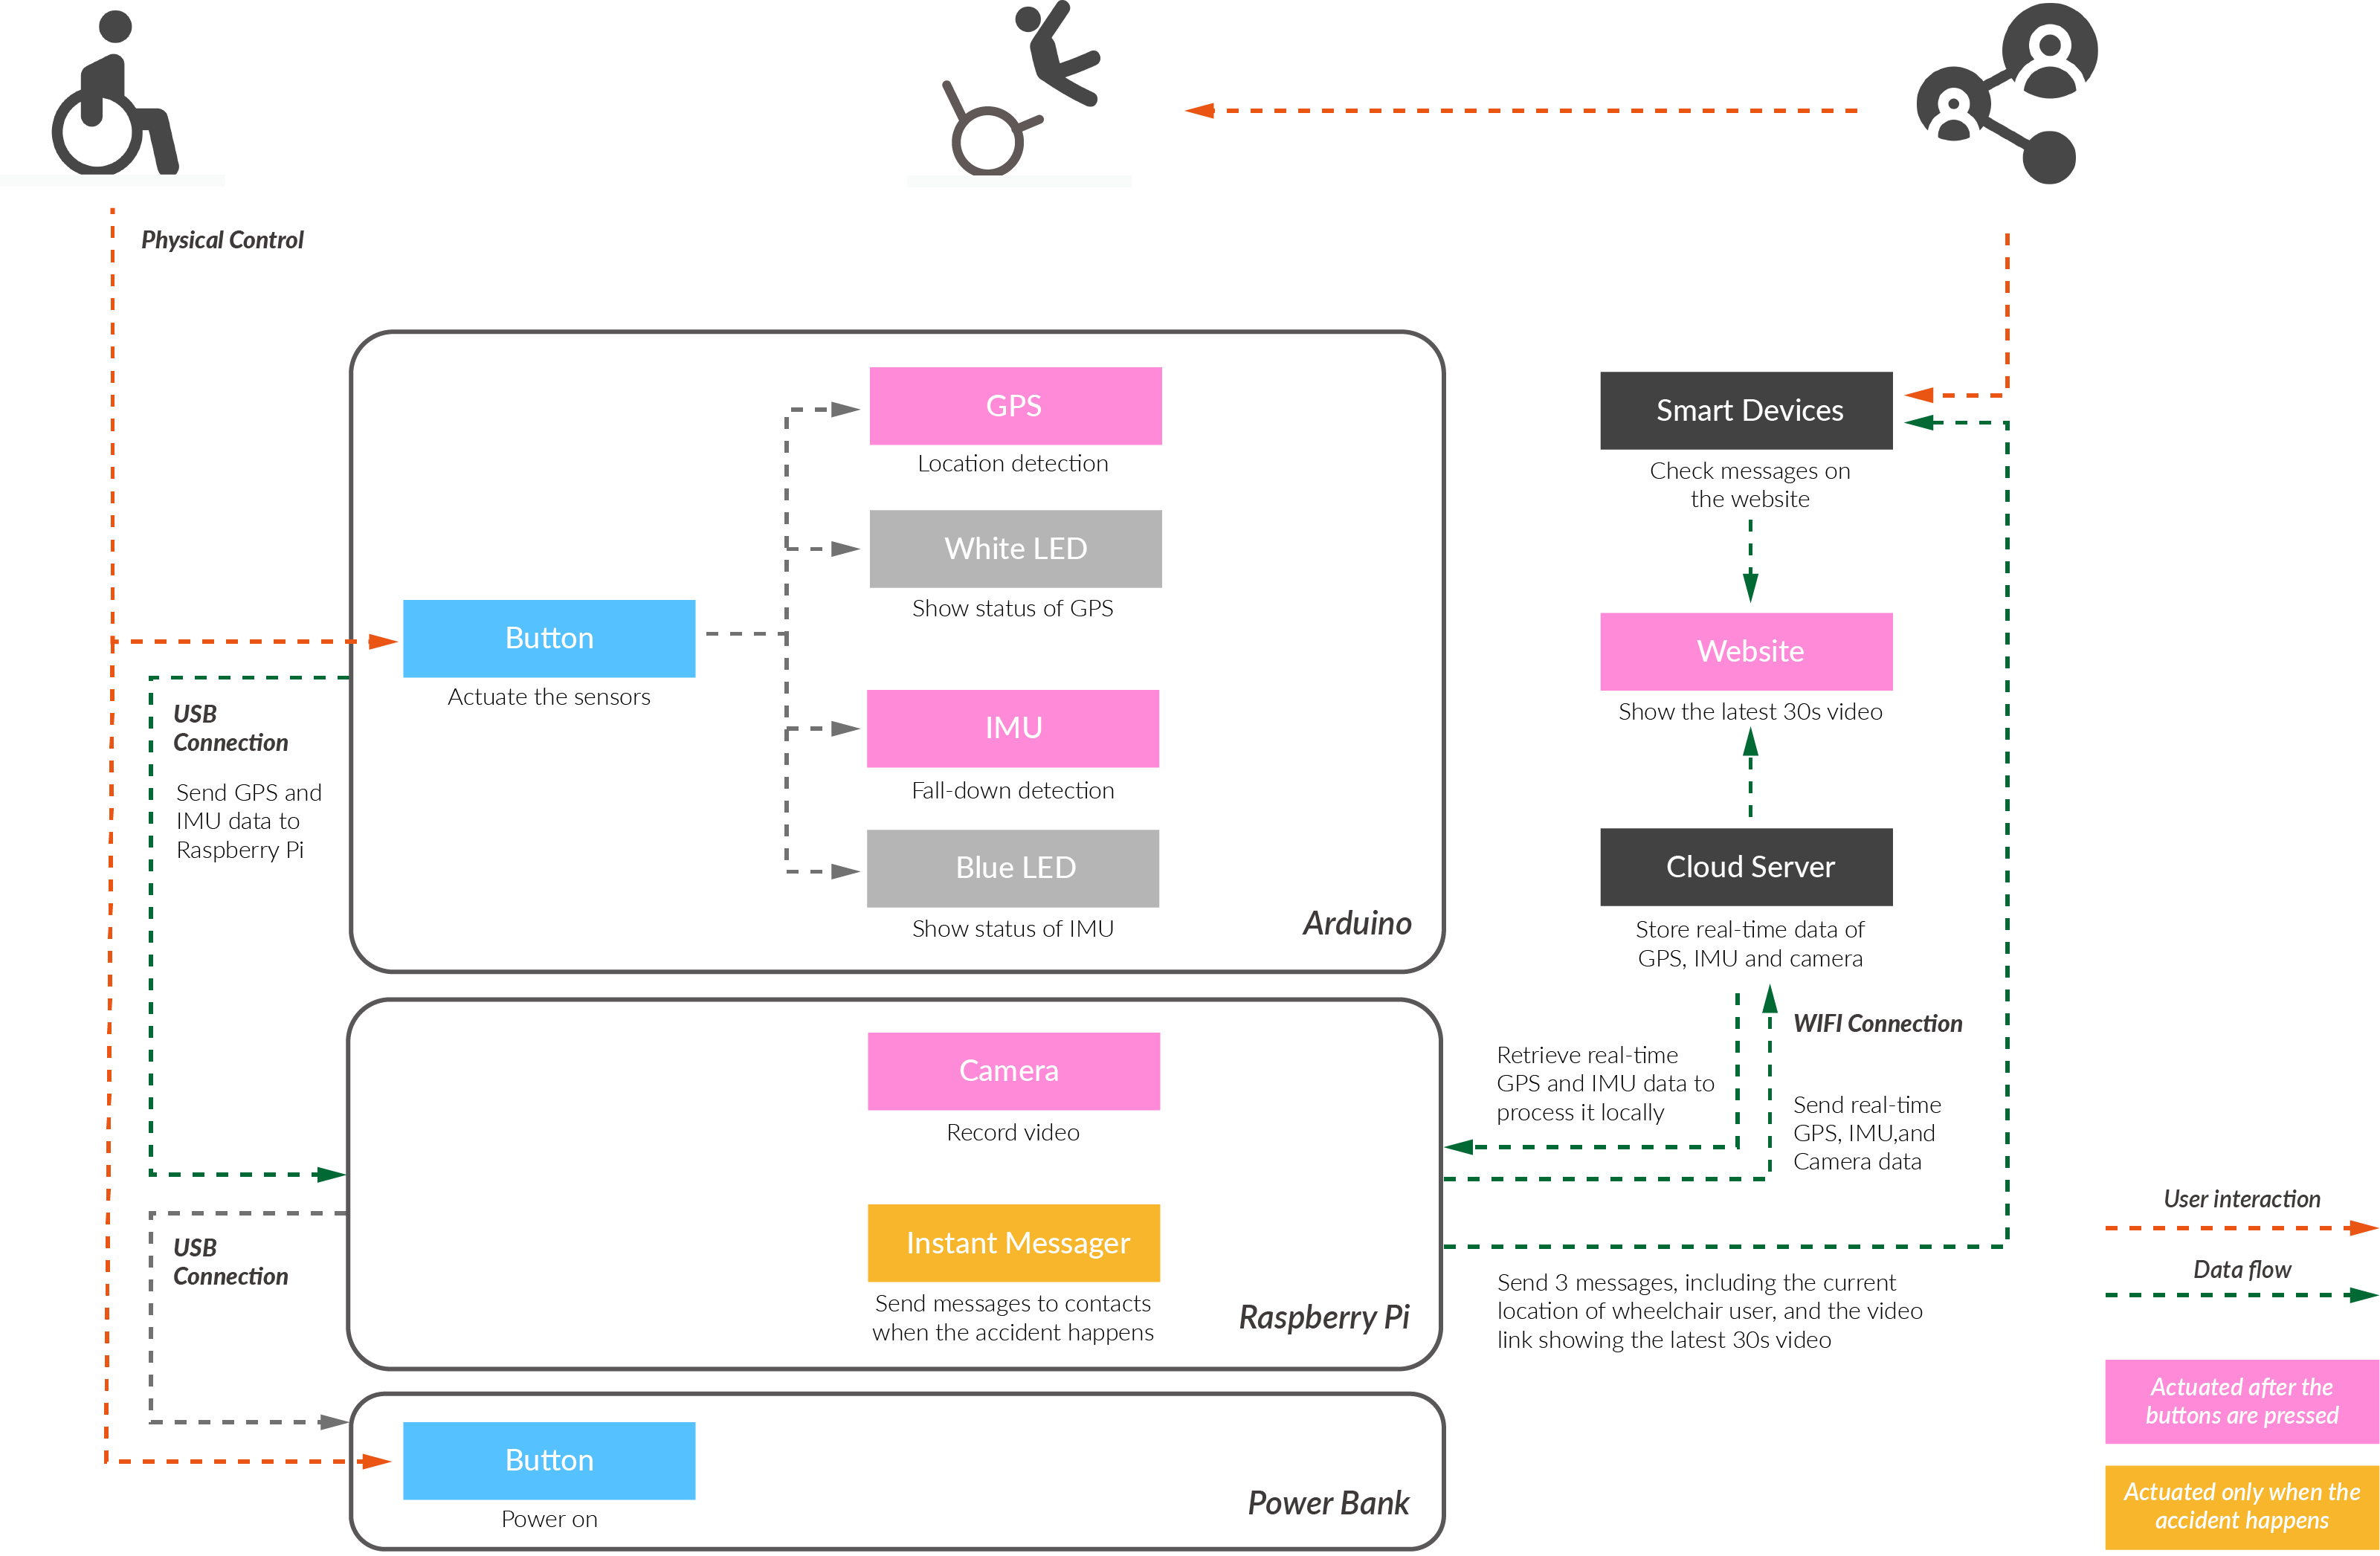 Physical Control
GPS
Location detection
White LED
Show status of GPS
Button
Actuate the sensors
IMU
Fall-down detection
Blue LED
Show status of IMU
Arduino
USB
Connection
Send GPS and
IMU data to
Raspberry Pi
Smart Devices
Check messages on
the website
Website
Show the latest 30s video
Cloud Server
Store real-time data of
GPS, IMU and camera
WIFI Connection
Retrieve real-time
GPS and IMU data to
process it locally
Send real-time
GPS, IMU,and
Camera data
Camera
Record video
Instant Messager
Send messages to contacts
when the accident happens
Raspberry Pi
USB
Connection
Send 3 messages, including the current
location of wheelchair user, and the video
link showing the latest 30s video
Button
Power on
Power Bank
User interaction
Data flow
Actuated after the
buttons are pressed
Actuated only when the
accident happens